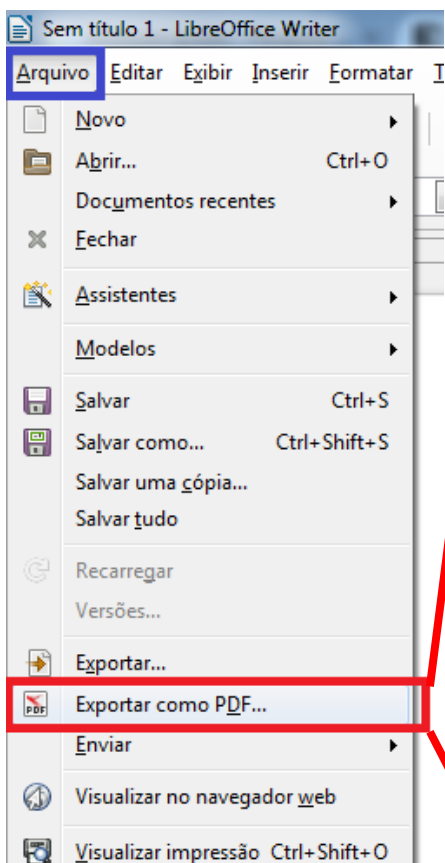 Sem título 1 - LibreOffice Writer
Arquivo Editar Exibir Inserir Formatar T
Novo
Abrir... Ctrl+O
Documentos recentes
Fechar
Assistentes
Modelos
Salvar Ctrl+S
Salvar como... Ctrl+Shift+S
Salvar uma cópia...
Salvar tudo
Recarregar
Versões...
Exportar...
PDF Exportar como PDF...
Enviar
Visualizar no navegador web
Visualizar impressão Ctrl+Shift+O